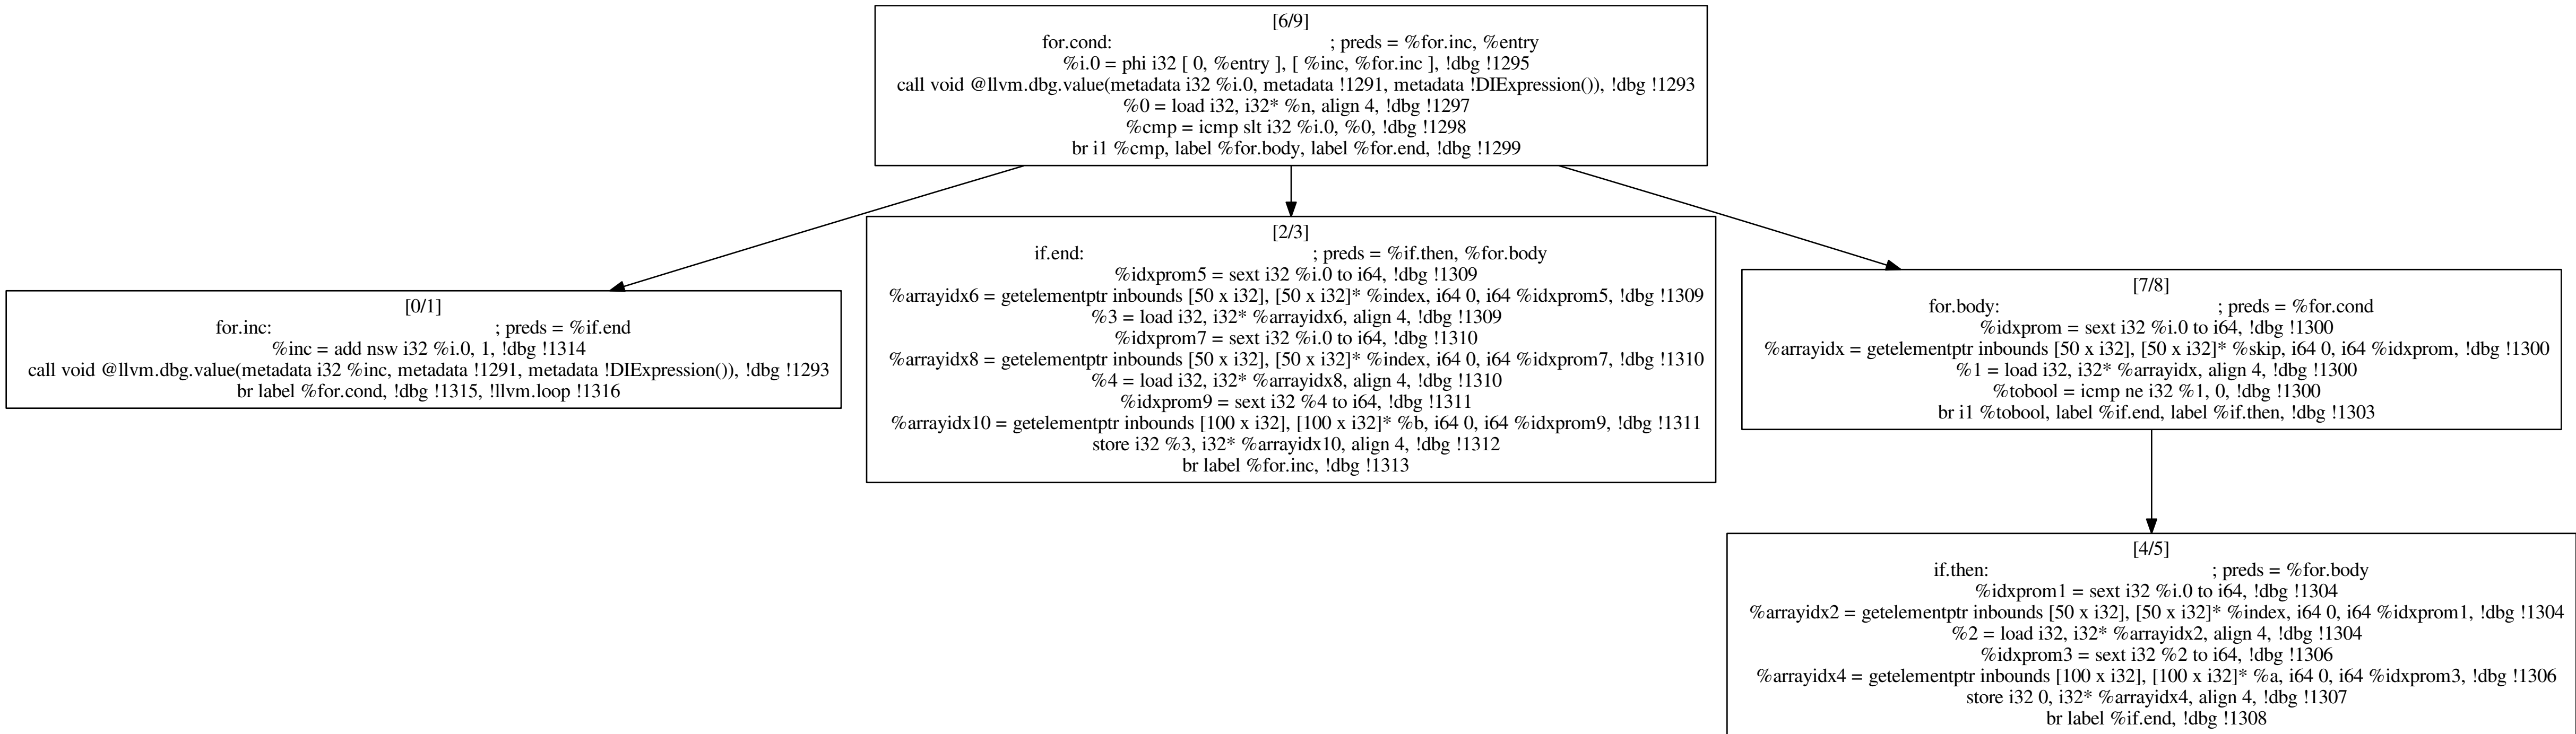 [6/9]
for.cond: ; preds = %for.inc, %entry
%i.0 = phi i32 [ 0, %entry ], [ %inc, %for.inc ], !dbg !1295
call void @llvm.dbg.value(metadata i32 %i.0, metadata !1291, metadata !DIExpression()), !dbg !1293
%0 = load i32, i32* %n, align 4, !dbg !1297
%cmp = icmp slt i32 %i.0, %0, !dbg !1298
br i1 %cmp, label %for.body, label %for.end, !dbg !1299
[0/1]
for.inc: ; preds = %if.end
%inc = add nsw i32 %i.0, 1, !dbg !1314
call void @llvm.dbg.value(metadata i32 %inc, metadata !1291, metadata !DIExpression()), !dbg !1293
br label %for.cond, !dbg !1315, !llvm.loop !1316
[2/3]
if.end: ; preds = %if.then, %for.body
%idxprom5 = sext i32 %i.0 to i64, !dbg !1309
%arrayidx6 = getelementptr inbounds [50 x i32], [50 x i32]* %index, i64 0, i64 %idxprom5, !dbg !1309
%3 = load i32, i32* %arrayidx6, align 4, !dbg !1309
%idxprom7 = sext i32 %i.0 to i64, !dbg !1310
%arrayidx8 = getelementptr inbounds [50 x i32], [50 x i32]* %index, i64 0, i64 %idxprom7, !dbg !1310
%4 = load i32, i32* %arrayidx8, align 4, !dbg !1310
%idxprom9 = sext i32 %4 to i64, !dbg !1311
%arrayidx10 = getelementptr inbounds [100 x i32], [100 x i32]* %b, i64 0, i64 %idxprom9, !dbg !1311
store i32 %3, i32* %arrayidx10, align 4, !dbg !1312
br label %for.inc, !dbg !1313
[7/8]
for.body: ; preds = %for.cond
%idxprom = sext i32 %i.0 to i64, !dbg !1300
%arrayidx = getelementptr inbounds [50 x i32], [50 x i32]* %skip, i64 0, i64 %idxprom, !dbg !1300
%1 = load i32, i32* %arrayidx, align 4, !dbg !1300
%tobool = icmp ne i32 %1, 0, !dbg !1300
br i1 %tobool, label %if.end, label %if.then, !dbg !1303
[4/5]
if.then: ; preds = %for.body
%idxprom1 = sext i32 %i.0 to i64, !dbg !1304
%arrayidx2 = getelementptr inbounds [50 x i32], [50 x i32]* %index, i64 0, i64 %idxprom1, !dbg !1304
%2 = load i32, i32* %arrayidx2, align 4, !dbg !1304
%idxprom3 = sext i32 %2 to i64, !dbg !1306
%arrayidx4 = getelementptr inbounds [100 x i32], [100 x i32]* %a, i64 0, i64 %idxprom3, !dbg !1306
store i32 0, i32* %arrayidx4, align 4, !dbg !1307
br label %if.end, !dbg !1308